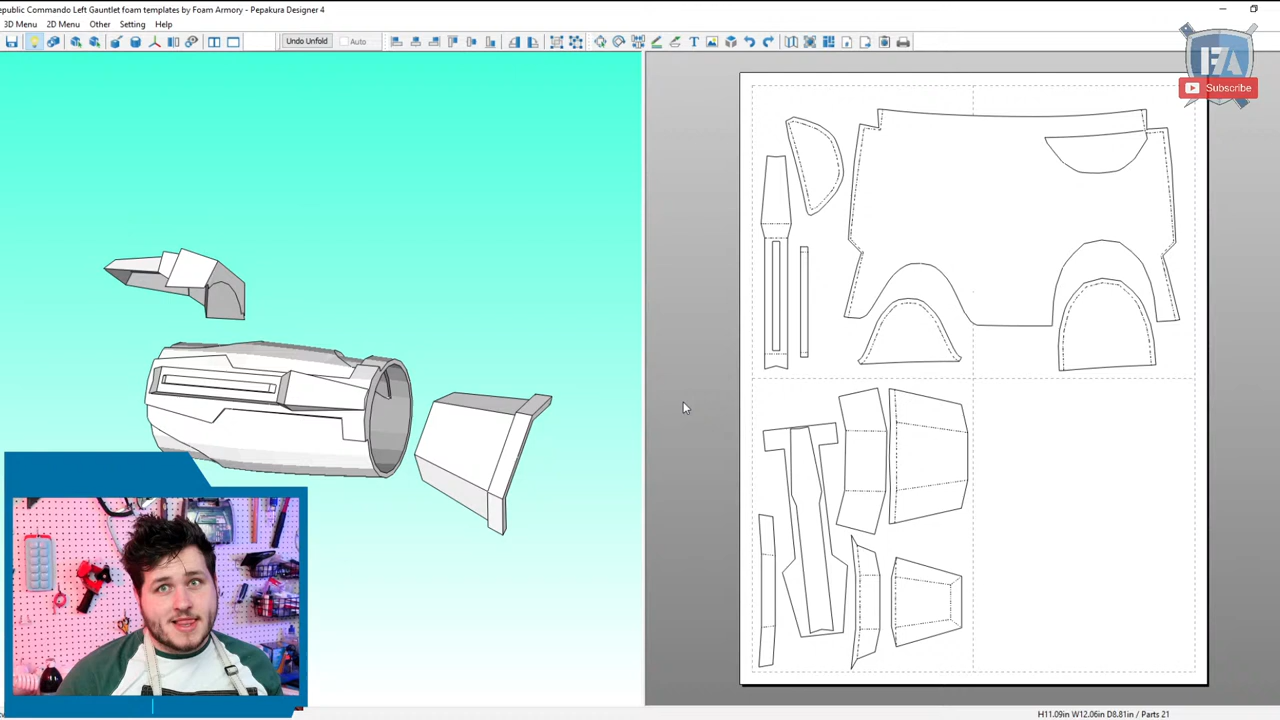 epublic Commando Left Gauntlet foam templates by Foam Armory - Pepakura Designer 4
3D Menu 2D Menu Other Setting Help
Undo Unfold Auto
FA
Subscribe
H11.09in W12.06in D8.81in / Parts 21